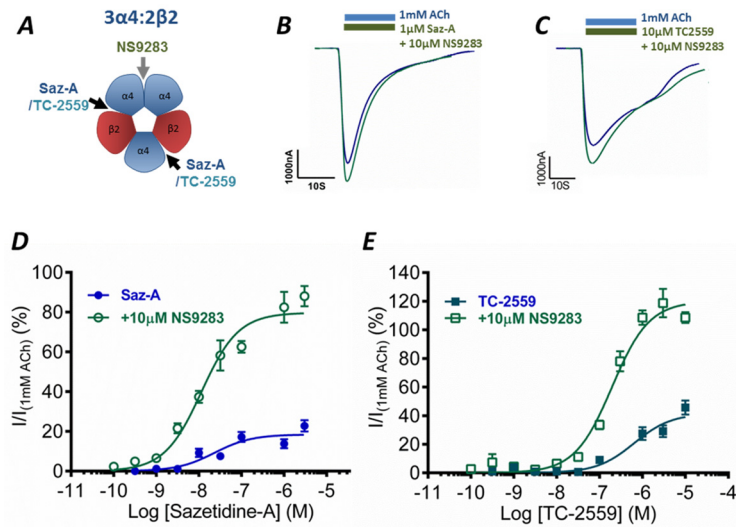 A
3α4:2β2
NS9283
Saz-A
/TC-2559
α4
α4
β2
β2
α4
Saz-A
/TC-2559
B
1mM ACh
1µM Saz-A
+ 10µM NS9283
1000nA
10S
C
1mM ACh
10µM TC2559
+ 10µM NS9283
1000nA
10S
D
I/I(1mM ACh) (%)
100
80
60
40
20
0
Saz-A
+10µM NS9283
-11 -10 -9 -8 -7 -6 -5
Log [Sazetidine-A] (M)
E
I/I(1mM ACh) (%)
140
120
100
80
60
40
20
0
TC-2559
+10µM NS9283
-11 -10 -9 -8 -7 -6 -5 -4
Log [TC-2559] (M)